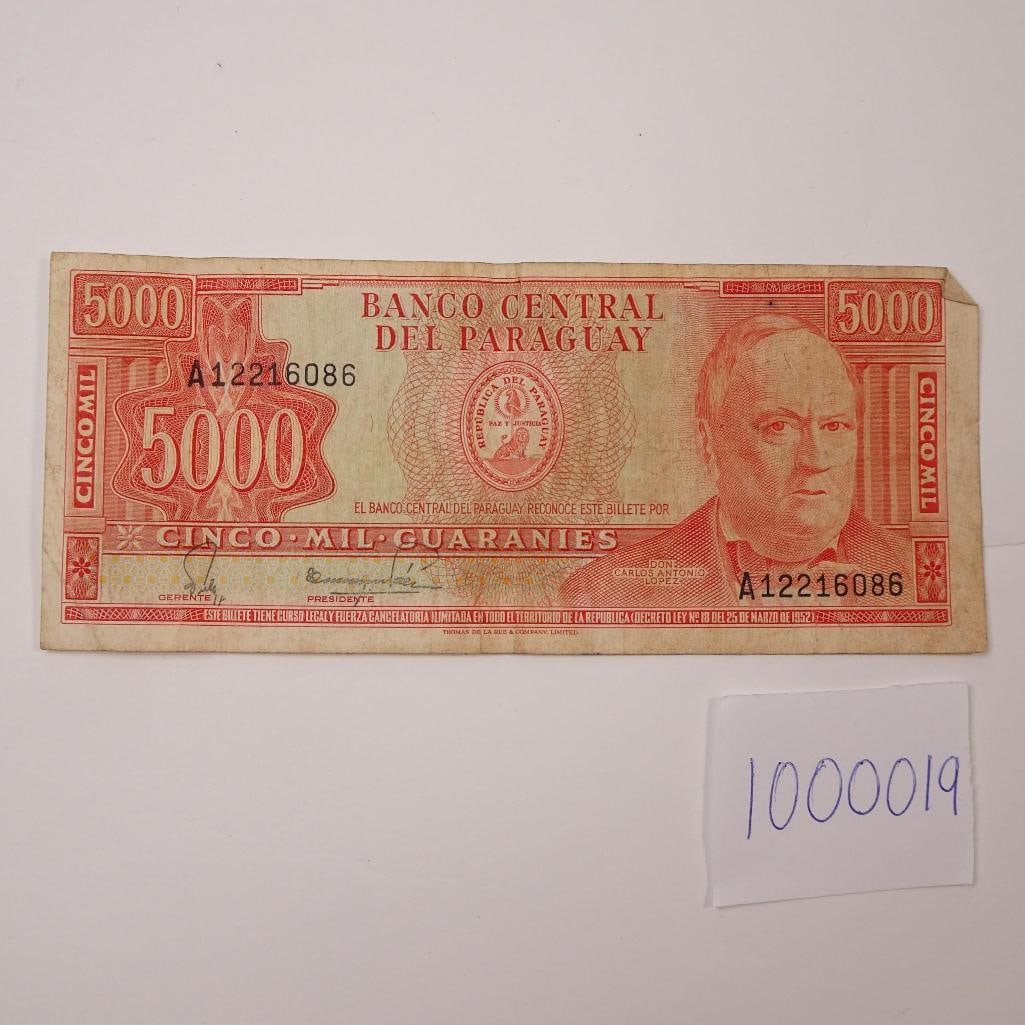 5000
BANCO CENTRAL
DEL PARAGUAY
5000
A12216086
CINCO MIL
5000
REPUBLICA DEL PARAGUAY
PAZ Y JUSTICIA
CINCO MIL
EL BANCO CENTRAL DEL PARAGUAY RECONOCE ESTE BILLETE POR
CINCO·MIL·GUARANIES
DON
CARLOS ANTONIO
LOPEZ
A12216086
GERENTE
PRESIDENTE
ESTE BILLETE TIENE CURSO LEGAL Y FUERZA CANCELATORIA ILIMITADA EN TODO EL TERRITORIO DE LA REPUBLICA (DECRETO LEY Nº 18 DEL 25 DE MARZO DE 1952)
THOMAS DE LA RUE & COMPANY, LIMITED.
1000019